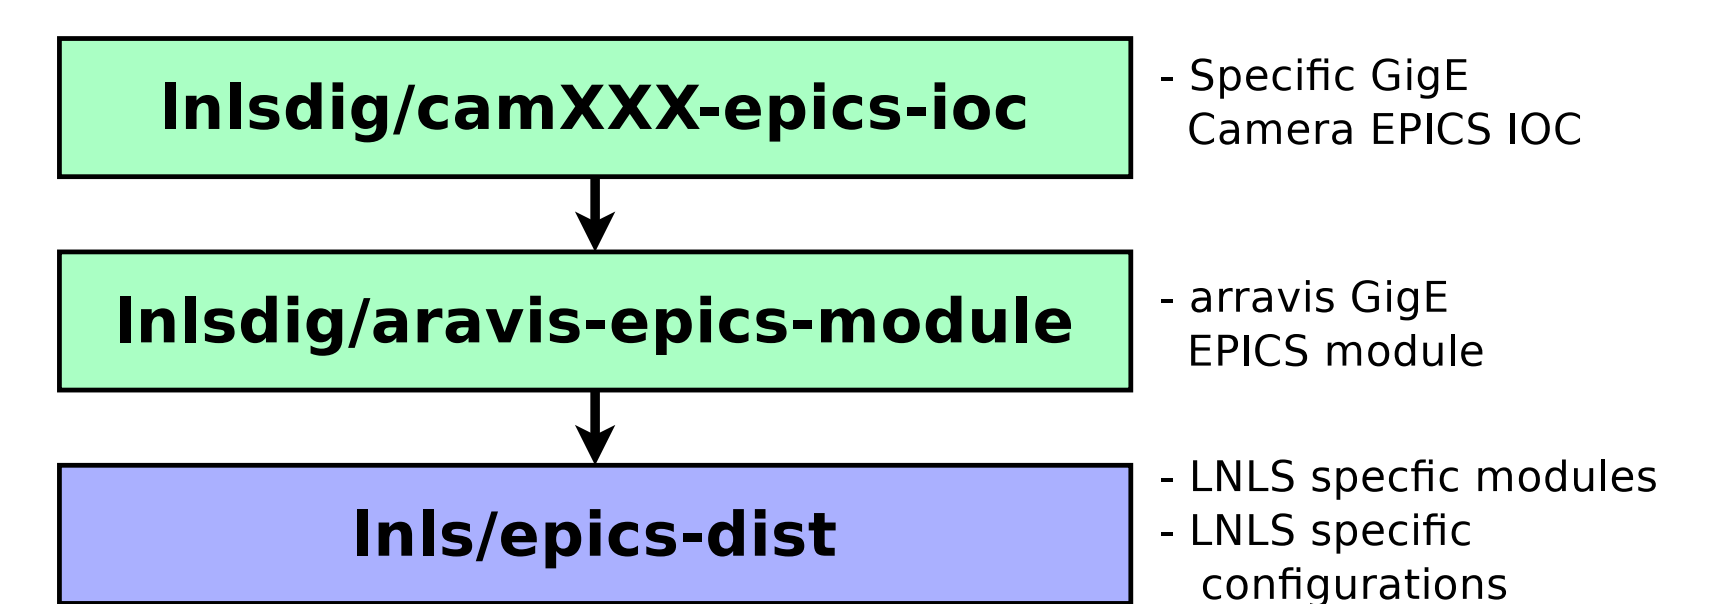 lnlsdig/camXXX-epics-ioc
- Specific GigE
Camera EPICS IOC
lnlsdig/aravis-epics-module
- arravis GigE
EPICS module
lnls/epics-dist
- LNLS specfic modules
- LNLS specific
configurations